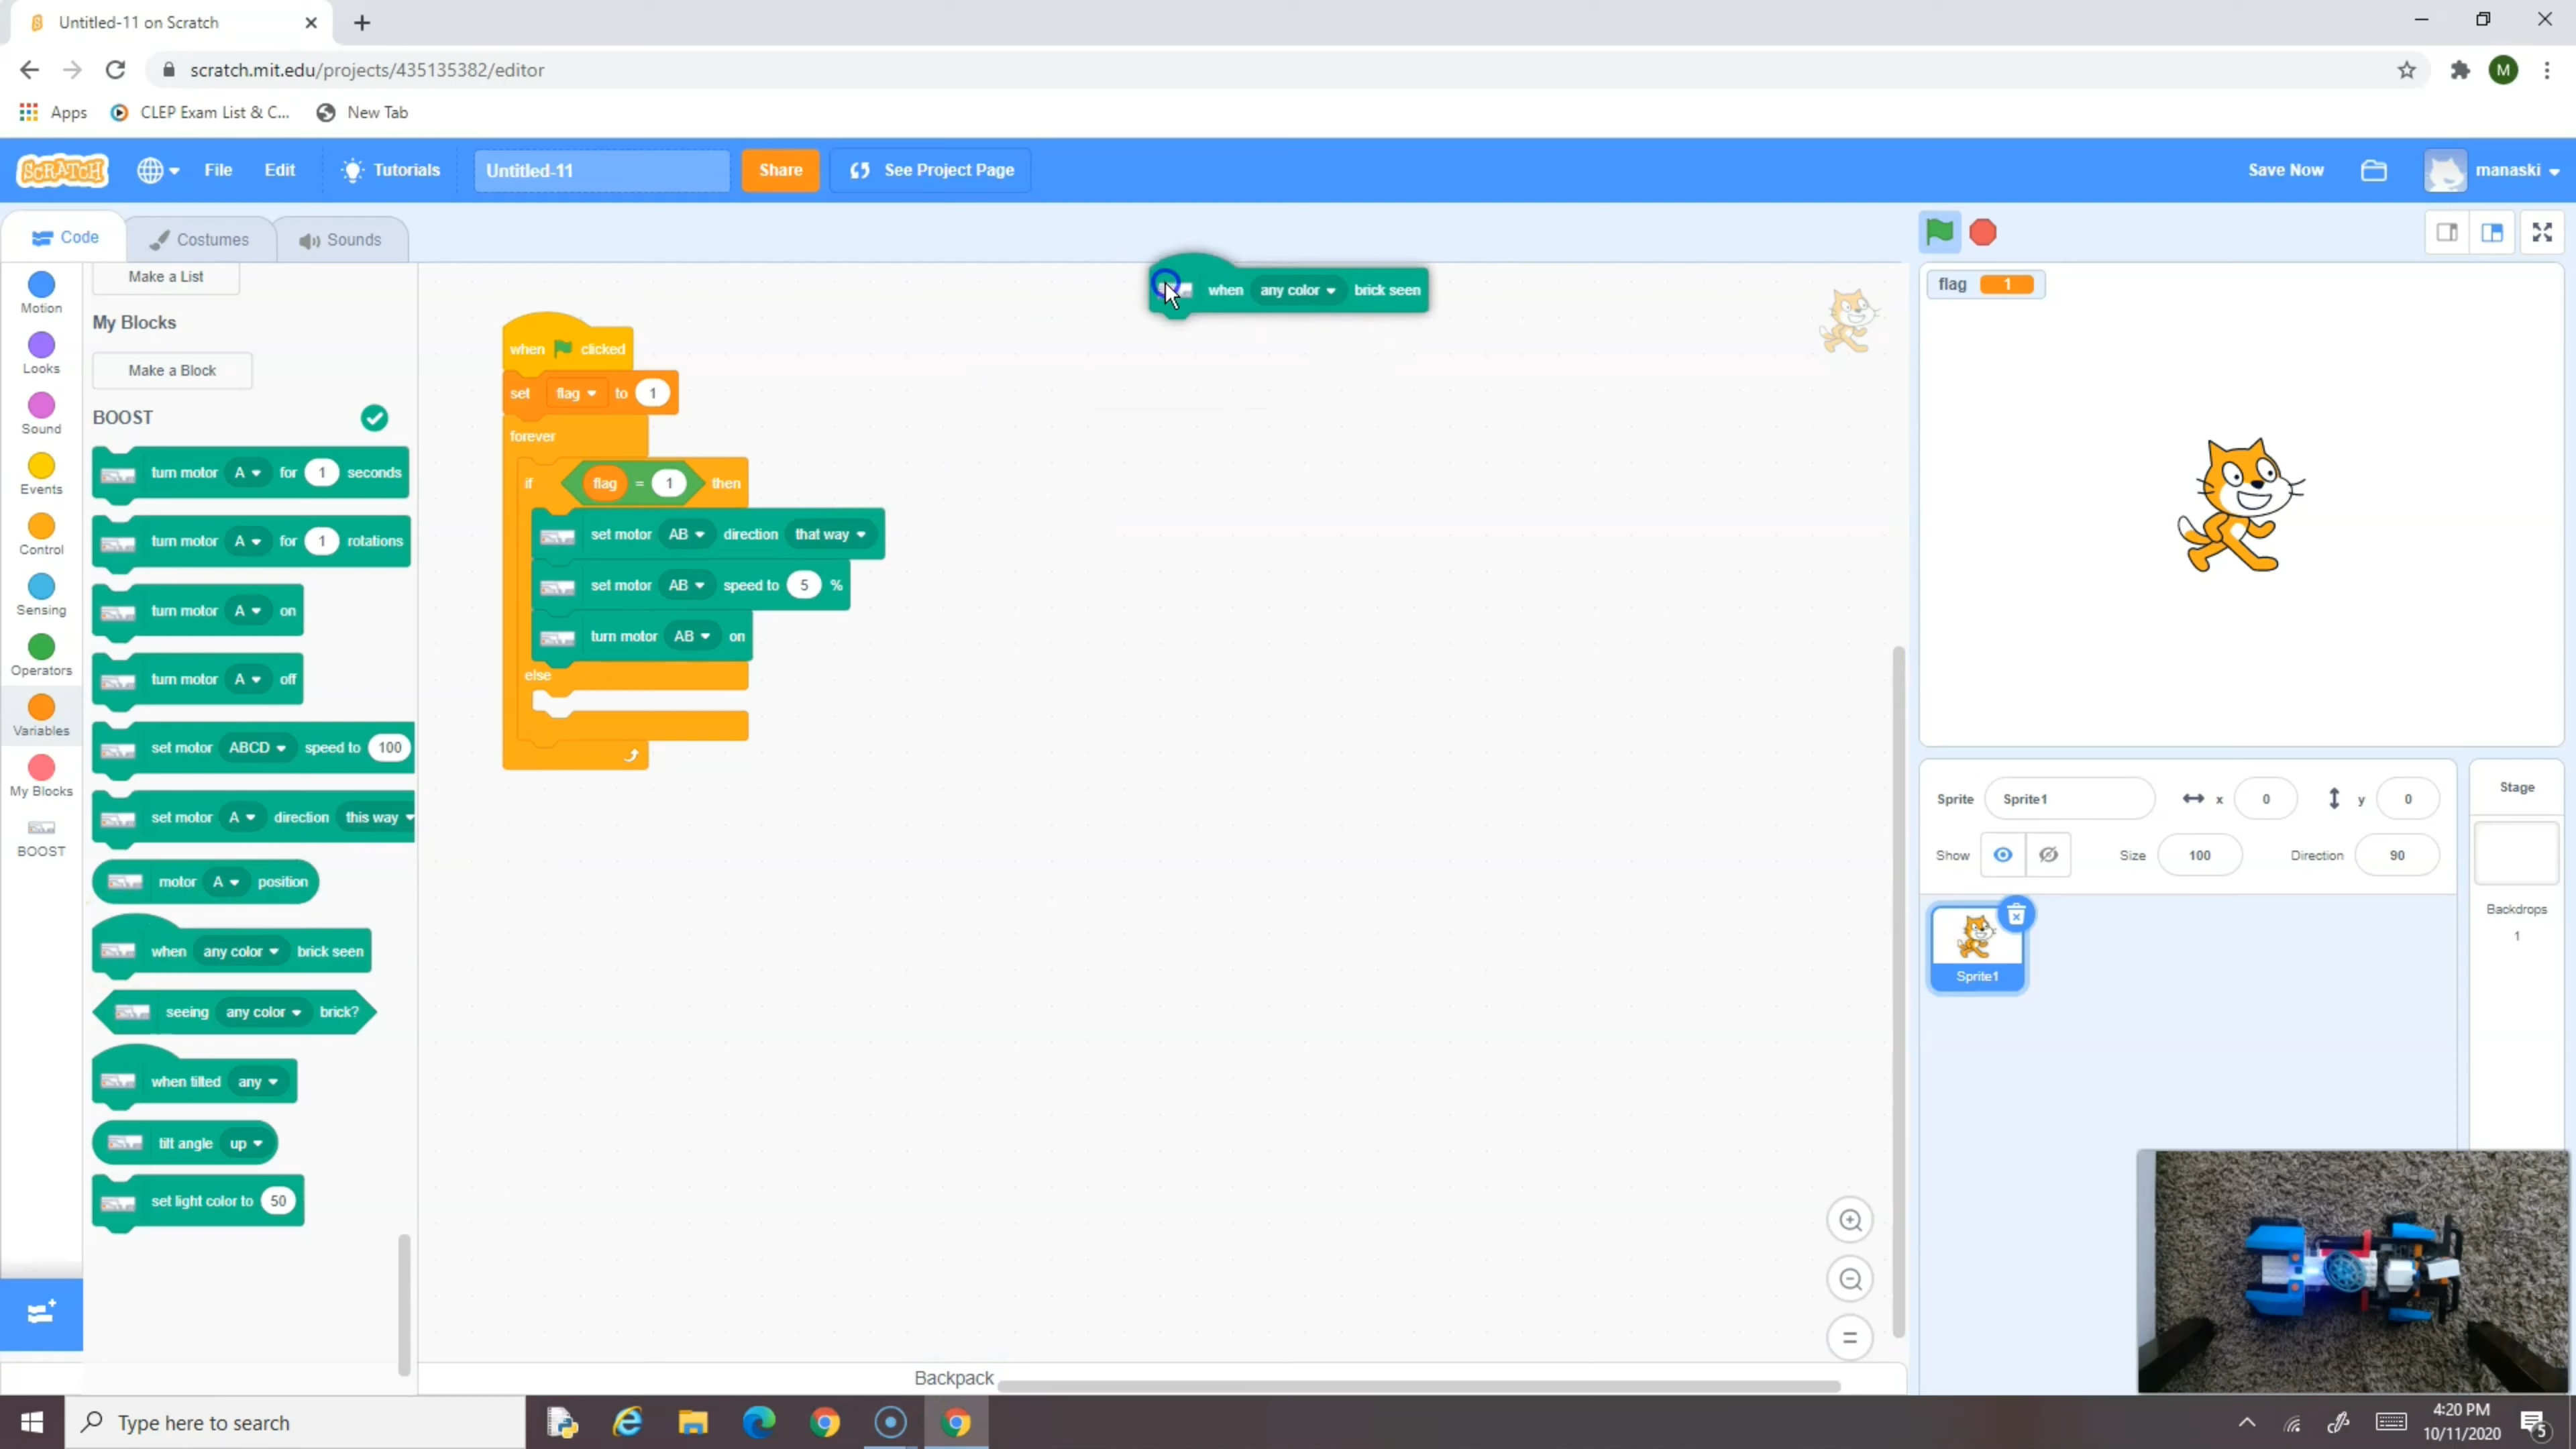 Untitled-11 on Scratch
scratch.mit.edu/projects/435135382/editor
M
Apps
CLEP Exam List & C...
New Tab
SCRATCH
File
Edit
Tutorials
Untitled-11
Share
See Project Page
Save Now
manaski
Code
Costumes
Sounds
Motion
Looks
Sound
Events
Control
Sensing
Operators
Variables
My Blocks
BOOST
Make a List
My Blocks
Make a Block
BOOST
turn motor A for 1 seconds
turn motor A for 1 rotations
turn motor A on
turn motor A off
set motor ABCD speed to 100
set motor A direction this way
motor A position
when any color brick seen
seeing any color brick?
when tilted any
tilt angle up
set light color to 50
when clicked
set flag to 1
forever
if flag = 1 then
set motor AB direction that way
set motor AB speed to 5 %
turn motor AB on
else
when any color brick seen
Backpack
flag 1
Sprite Sprite1 x 0 y 0
Show Size 100 Direction 90
Sprite1
Stage
Backdrops
1
Type here to search
4:20 PM
10/11/2020
5